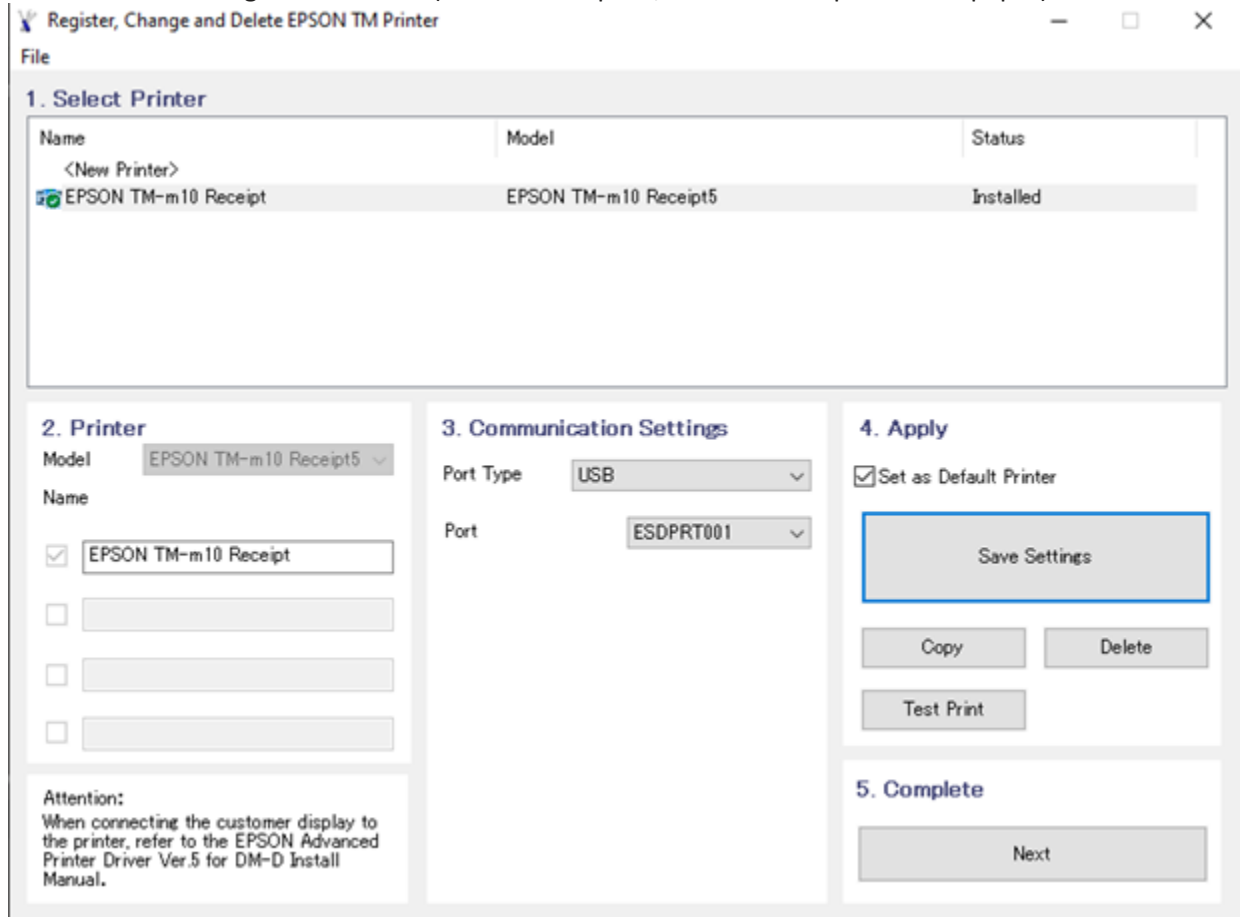 Register, Change and Delete EPSON TM Printer
File
1. Select Printer
Name Model Status
<New Printer>
EPSON TM-m10 Receipt EPSON TM-m10 Receipt5 Installed
2. Printer
Model EPSON TM-m10 Receipt5
Name
EPSON TM-m10 Receipt
Attention:
When connecting the customer display to
the printer, refer to the EPSON Advanced
Printer Driver Ver.5 for DM-D Install
Manual.
3. Communication Settings
Port Type USB
Port ESDPRT001
4. Apply
Set as Default Printer
Save Settings
Copy Delete
Test Print
5. Complete
Next